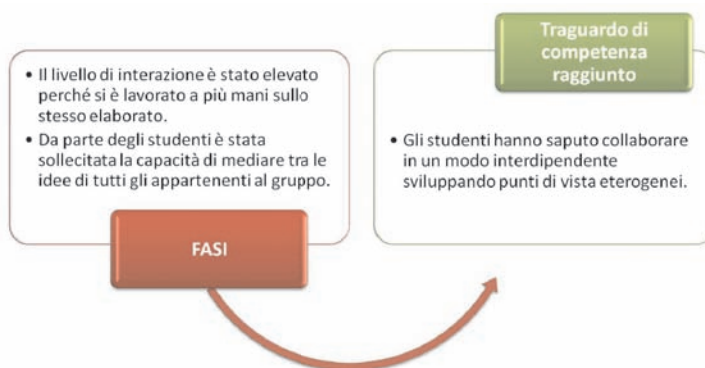 • Il livello di interazione è stato elevato
perché si è lavorato a più mani sullo
stesso elaborato.
• Da parte degli studenti è stata
sollecitata la capacità di mediare tra le
idee di tutti gli appartenenti al gruppo.
FASI
Traguardo di
competenza
raggiunto
• Gli studenti hanno saputo collaborare
in un modo interdipendente
sviluppando punti di vista eterogenei.